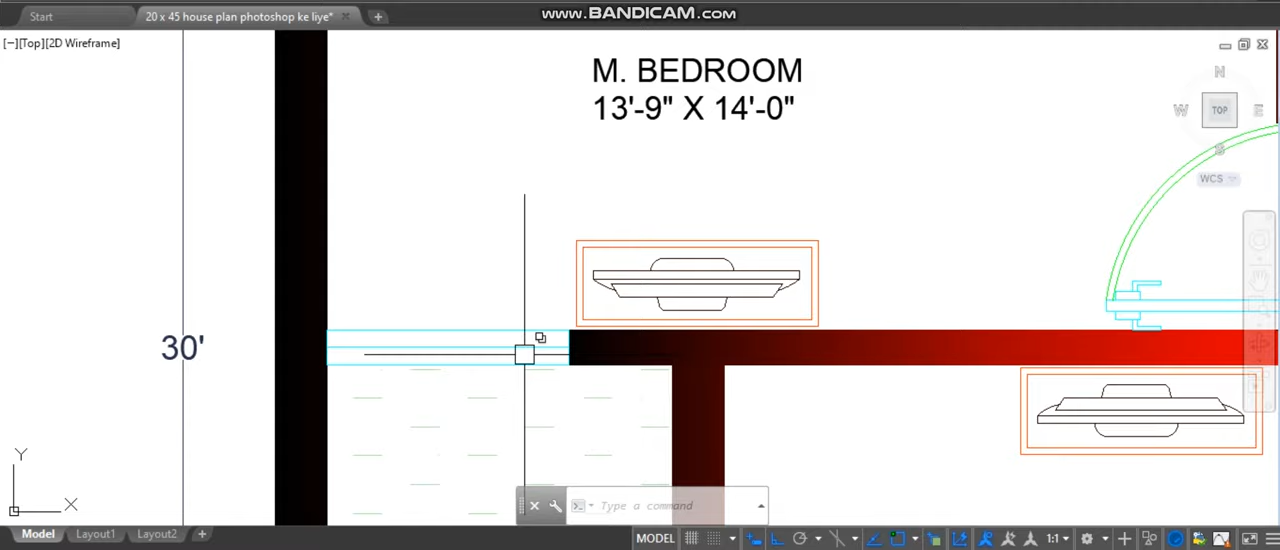 www.BANDICAM.com
Start
20 x 45 house plan photoshop ke liye*
[−][Top][2D Wireframe]
M. BEDROOM
13'-9" X 14'-0"
N
W
TOP
E
S
WCS
30'
Y
X
Type a command
Model
Layout1
Layout2
MODEL
1:1